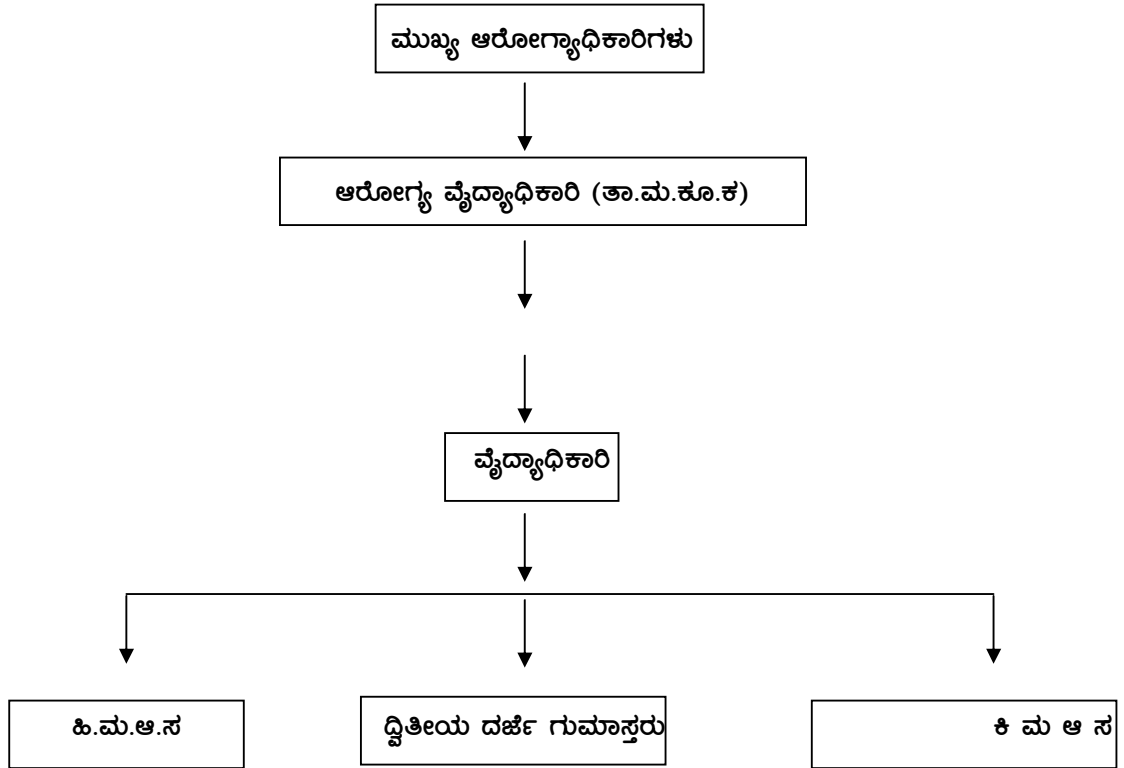 ಮುಖ್ಯ ಆರೋಗ್ಯಾಧಿಕಾರಿಗಳು
ಆರೋಗ್ಯ ವೈದ್ಯಾಧಿಕಾರಿ (ತಾ.ಮ.ಕೂ.ಕ)
ವೈದ್ಯಾಧಿಕಾರಿ
ಹಿ.ಮ.ಆ.ಸ
ದ್ವಿತೀಯ ದರ್ಜೆ ಗುಮಾಸ್ತರು
ಕಿ ಮ ಆ ಸ